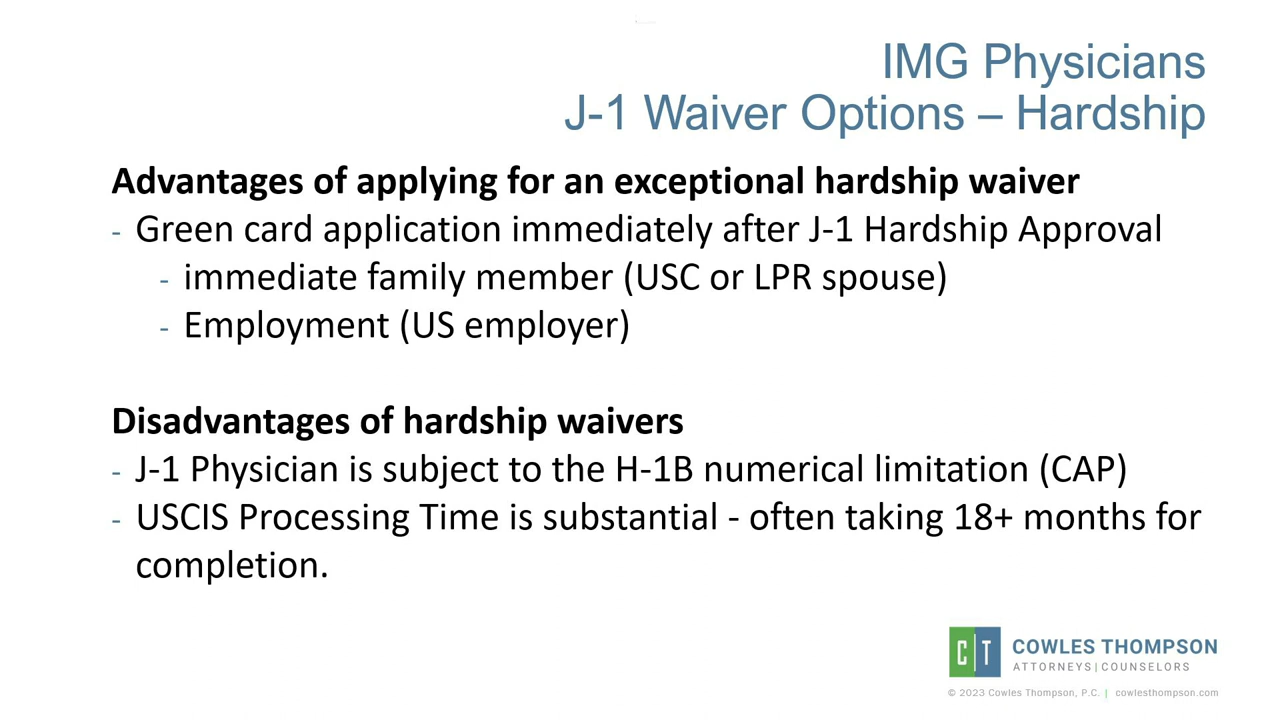 IMG Physicians
J-1 Waiver Options – Hardship
Advantages of applying for an exceptional hardship waiver
- Green card application immediately after J-1 Hardship Approval
- immediate family member (USC or LPR spouse)
- Employment (US employer)
Disadvantages of hardship waivers
- J-1 Physician is subject to the H-1B numerical limitation (CAP)
- USCIS Processing Time is substantial - often taking 18+ months for
completion.
C T COWLES THOMPSON
ATTORNEYS | COUNSELORS
© 2023 Cowles Thompson, P.C. | cowlesthompson.com